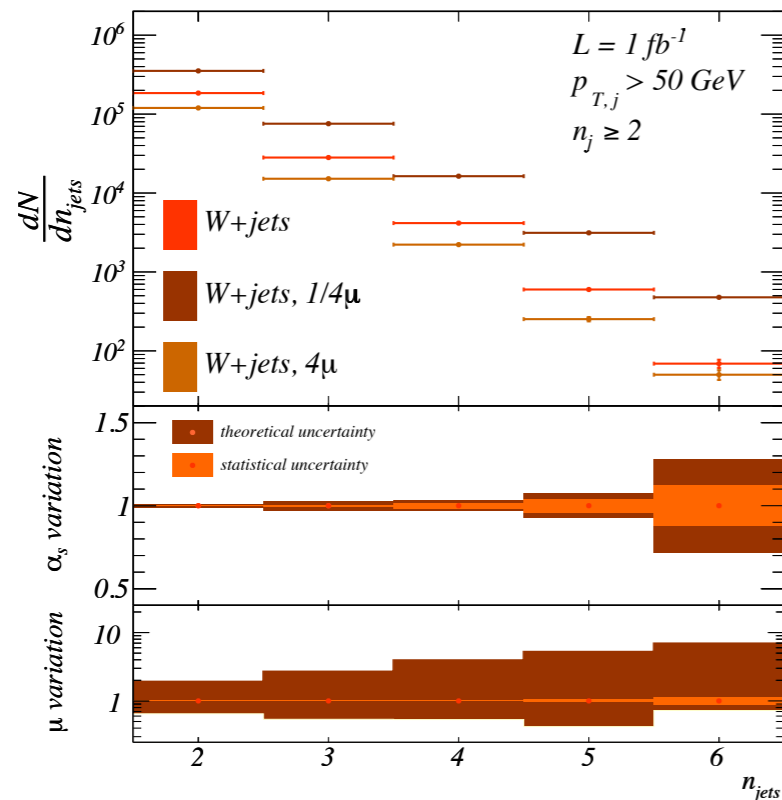 10^6
10^5
10^4
10^3
10^2
dN
dn_jets
L = 1 fb^-1
p_T,j > 50 GeV
n_j ≥ 2
W+jets
W+jets, 1/4μ
W+jets, 4μ
1.5
1
0.5
α_s variation
theoretical uncertainty
statistical uncertainty
10
1
μ variation
2 3 4 5 6
n_jets